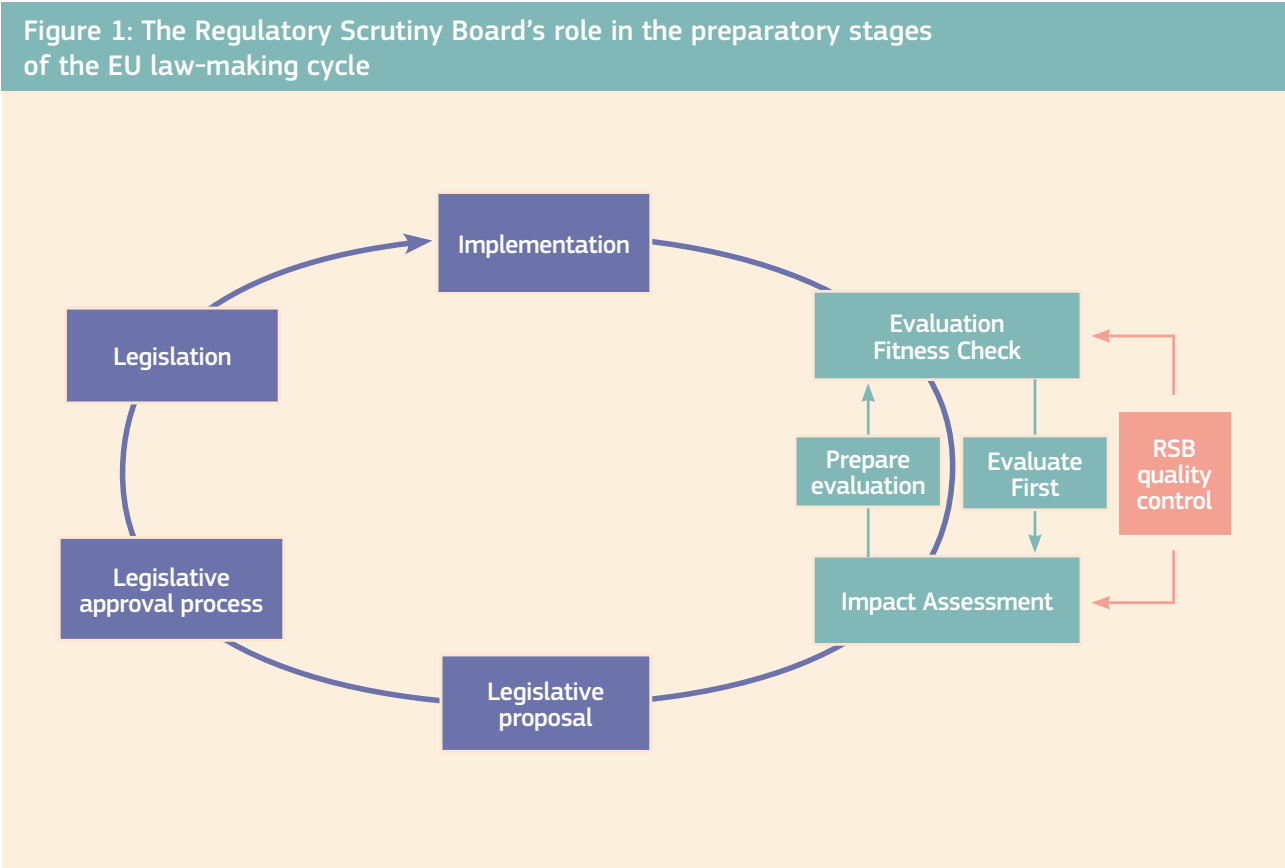 Figure 1: The Regulatory Scrutiny Board’s role in the preparatory stages
of the EU law-making cycle
Implementation
Evaluation
Fitness Check
Legislation
Prepare
evaluation
Evaluate
First
RSB
quality
control
Legislative
approval process
Impact Assessment
Legislative
proposal